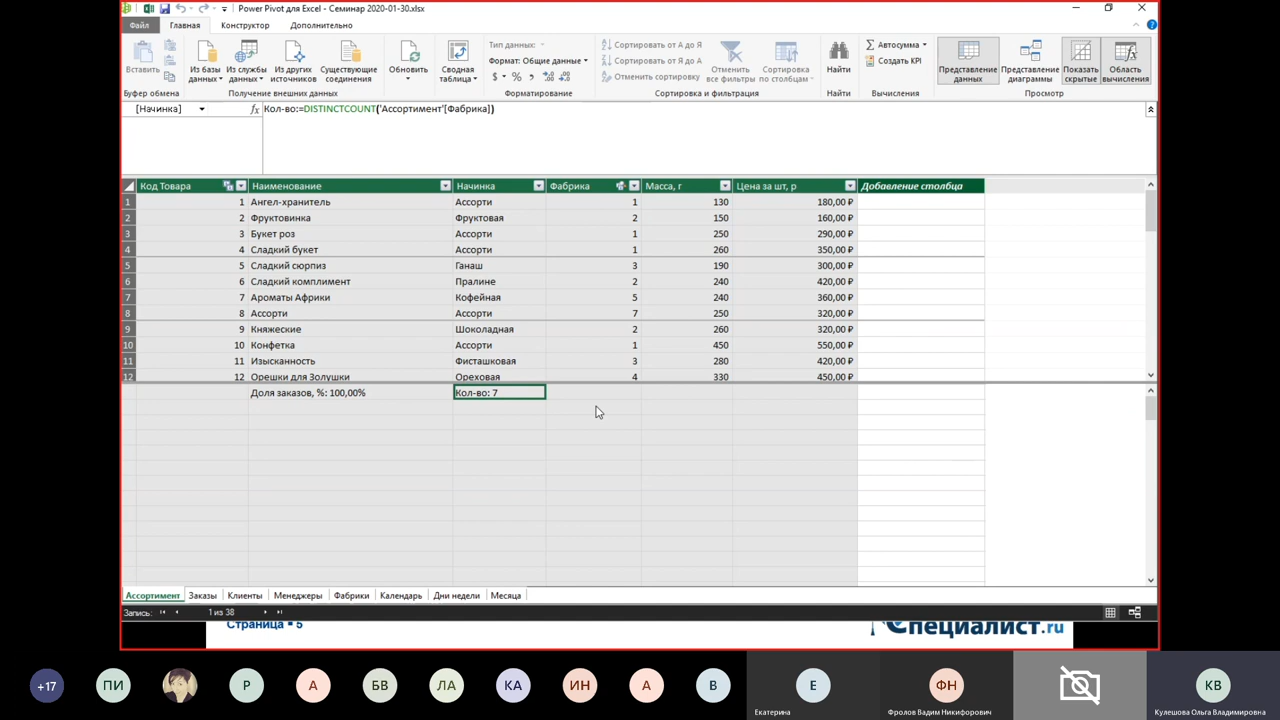 Power Pivot для Excel - Семинар 2020-01-30.xlsx
Файл Главная Конструктор Дополнительно
Вставить
Буфер обмена
Из базы данных
Из службы данных
Из других источников
Существующие соединения
Получение внешних данных
Обновить
Сводная таблица
Тип данных:
Формат: Общие данные
$ % ,
Форматирование
Сортировать от А до Я
Сортировать от Я до А
Отменить сортировку
Отменить все фильтры
Сортировка по столбцам
Сортировка и фильтрация
Найти
Найти
Автосумма
Создать KPI
Вычисления
Представление данных
Представление диаграммы
Показать скрытые
Область вычисления
Просмотр
[Начинка] fx Кол-во:=DISTINCTCOUNT('Ассортимент'[Фабрика])
Код Товара Наименование Начинка Фабрика Масса, г Цена за шт, р Добавление столбца
1 1 Ангел-хранитель Ассорти 1 130 180,00 ₽
2 2 Фруктовинка Фруктовая 2 150 160,00 ₽
3 3 Букет роз Ассорти 1 250 290,00 ₽
4 4 Сладкий букет Ассорти 1 260 350,00 ₽
5 5 Сладкий сюрпиз Ганаш 3 190 300,00 ₽
6 6 Сладкий комплимент Пралине 2 240 420,00 ₽
7 7 Ароматы Африки Кофейная 5 240 360,00 ₽
8 8 Ассорти Ассорти 7 250 320,00 ₽
9 9 Княжеские Шоколадная 2 260 320,00 ₽
10 10 Конфетка Ассорти 1 450 550,00 ₽
11 11 Изысканность Фисташковая 3 280 420,00 ₽
12 12 Орешки для Золушки Ореховая 4 330 450,00 ₽
Доля заказов, %: 100,00% Кол-во: 7
Ассортимент Заказы Клиенты Менеджеры Фабрики Календарь Дни недели Месяца
Запись: 1 из 38
Страница ▪ 5
Специалист.ru
+17 ПИ Р А БВ ЛА КА ИН А В Е ФН КВ
Екатерина Фролов Вадим Никифорович Кулешова Ольга Владимировна